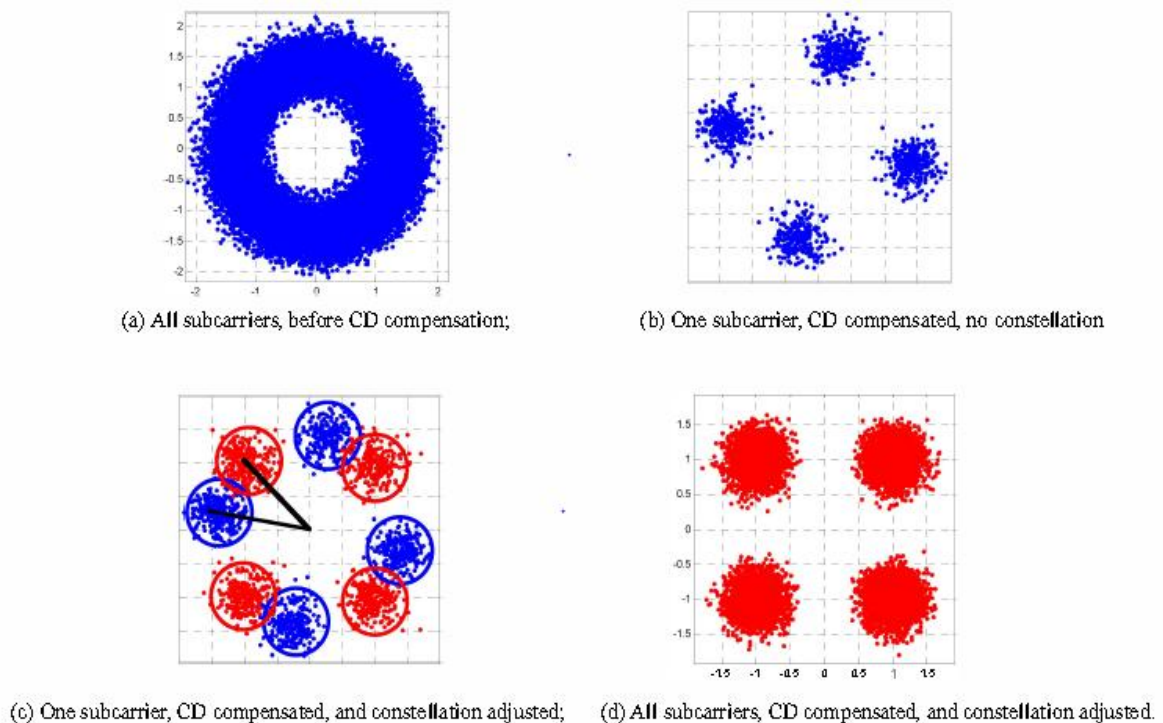 2
1.5
1
0.5
0
-0.5
-1
-1.5
-2
-2 -1 0 1 2
(a) All subcarriers, before CD compensation;
(b) One subcarrier, CD compensated, no constellation
(c) One subcarrier, CD compensated, and constellation adjusted;
1.5
1
0.5
0
-0.5
-1
-1.5
-1.5 -1 -0.5 0 0.5 1 1.5
(d) All subcarriers, CD compensated, and constellation adjusted.